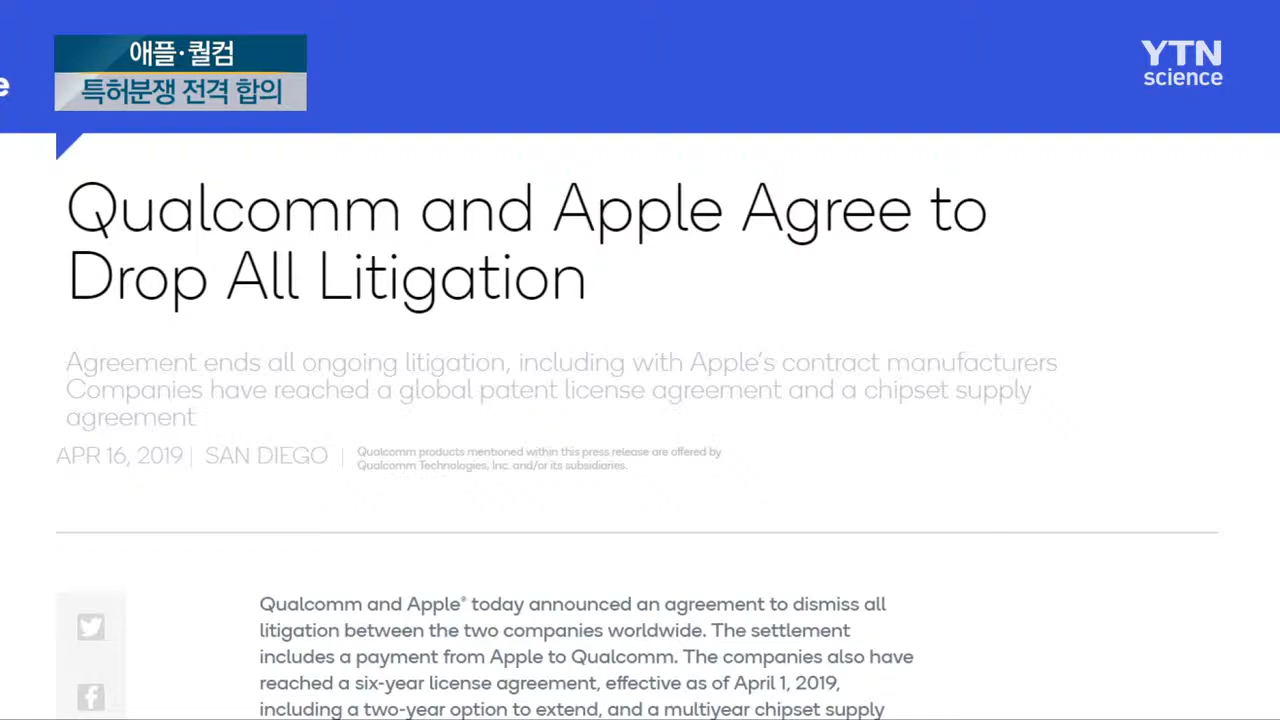 애플·퀄컴
특허분쟁 전격 합의
YTN
science
e
Qualcomm and Apple Agree to
Drop All Litigation
Agreement ends all ongoing litigation, including with Apple's contract manufacturers
Companies have reached a global patent license agreement and a chipset supply
agreement
APR 16, 2019 | SAN DIEGO |
Qualcomm products mentioned within this press release are offered by
Qualcomm Technologies, Inc. and/or its subsidiaries.
Qualcomm and Apple® today announced an agreement to dismiss all
litigation between the two companies worldwide. The settlement
includes a payment from Apple to Qualcomm. The companies also have
reached a six-year license agreement, effective as of April 1, 2019,
including a two-year option to extend, and a multiyear chipset supply